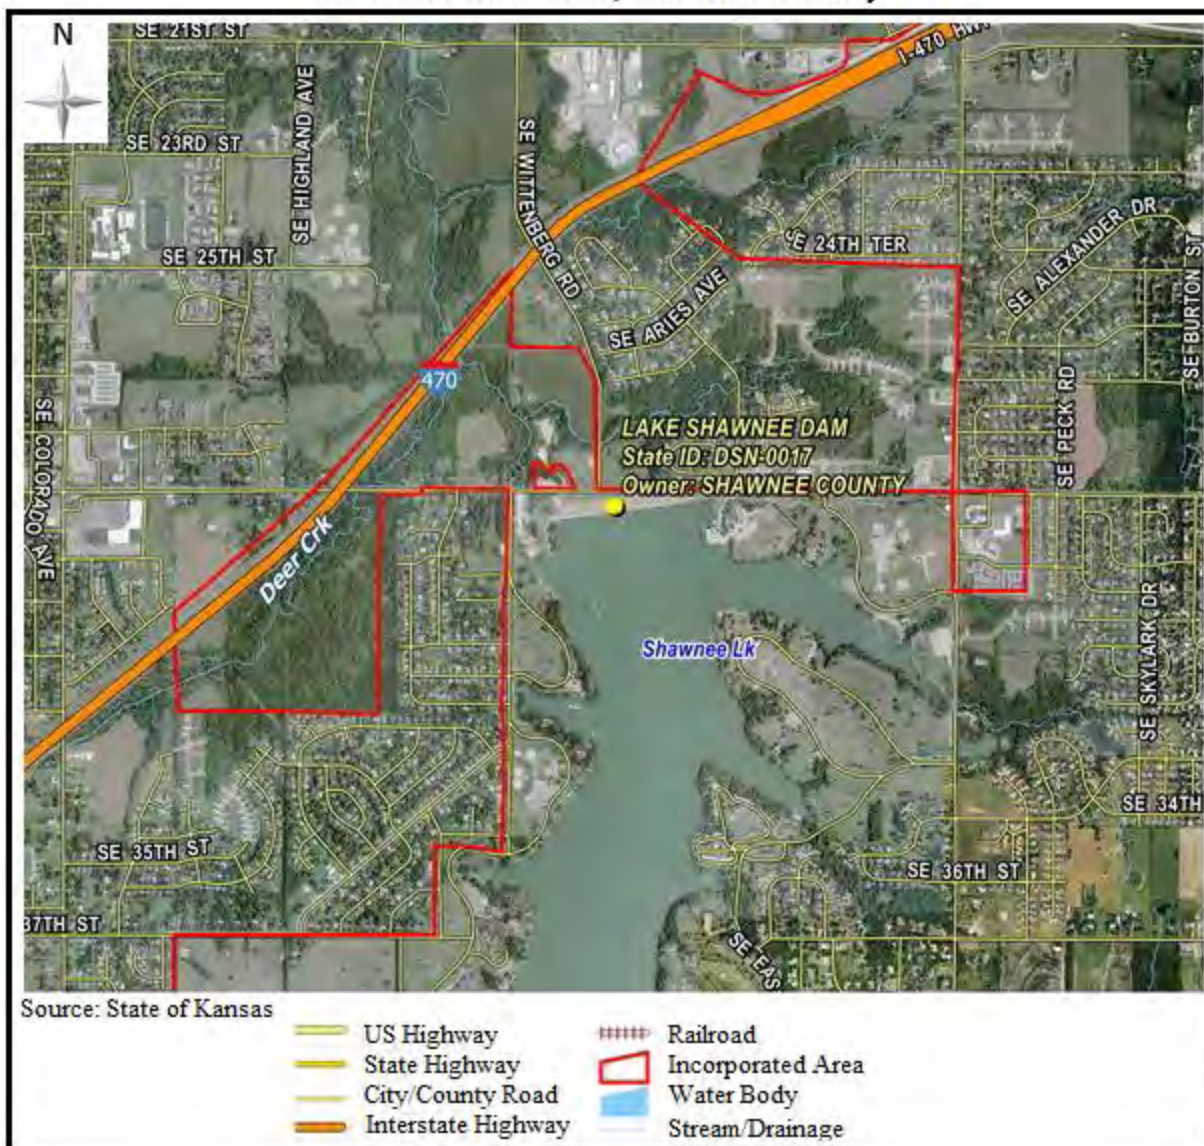 N
SE 21ST ST
I-470 HWY
SE HIGHLAND AVE
SE 23RD ST
SE WITTENBERG RD
SE 25TH ST
SE 24TH TER
SE ALEXANDER DR
SE BURTON ST
SE ARIES AVE
470
SE COLORADO AVE
SE PECK RD
LAKE SHAWNEE DAM
State ID: DSN-0017
Owner: SHAWNEE COUNTY
Deer Crk
Shawnee Lk
SE SKYLARK DR
SE 34TH
SE 35TH ST
SE 36TH ST
37TH ST
SE EAS
Source: State of Kansas
US Highway
State Highway
City/County Road
Interstate Highway
Railroad
Incorporated Area
Water Body
Stream/Drainage